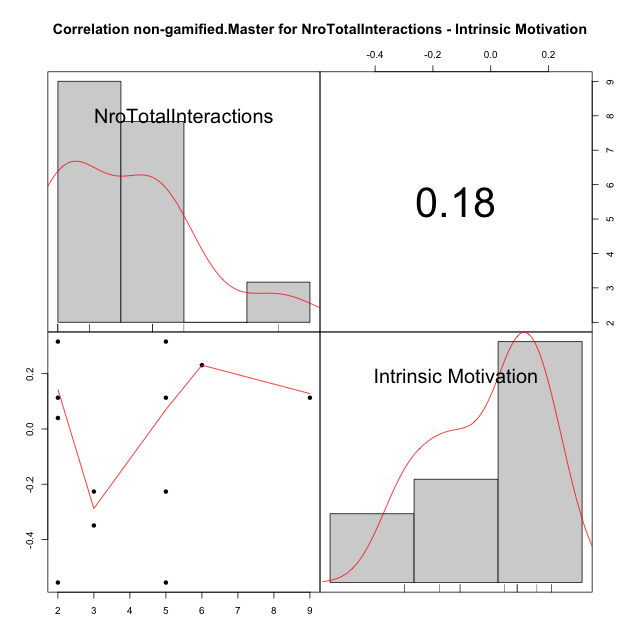 Correlation non-gamified.Master for NroTotalInteractions - Intrinsic Motivation
-0.4 -0.2 0.0 0.2
NroTotalInteractions
0.18
9
8
7
6
5
4
3
2
Intrinsic Motivation
0.2
0.0
-0.2
-0.4
2 3 4 5 6 7 8 9